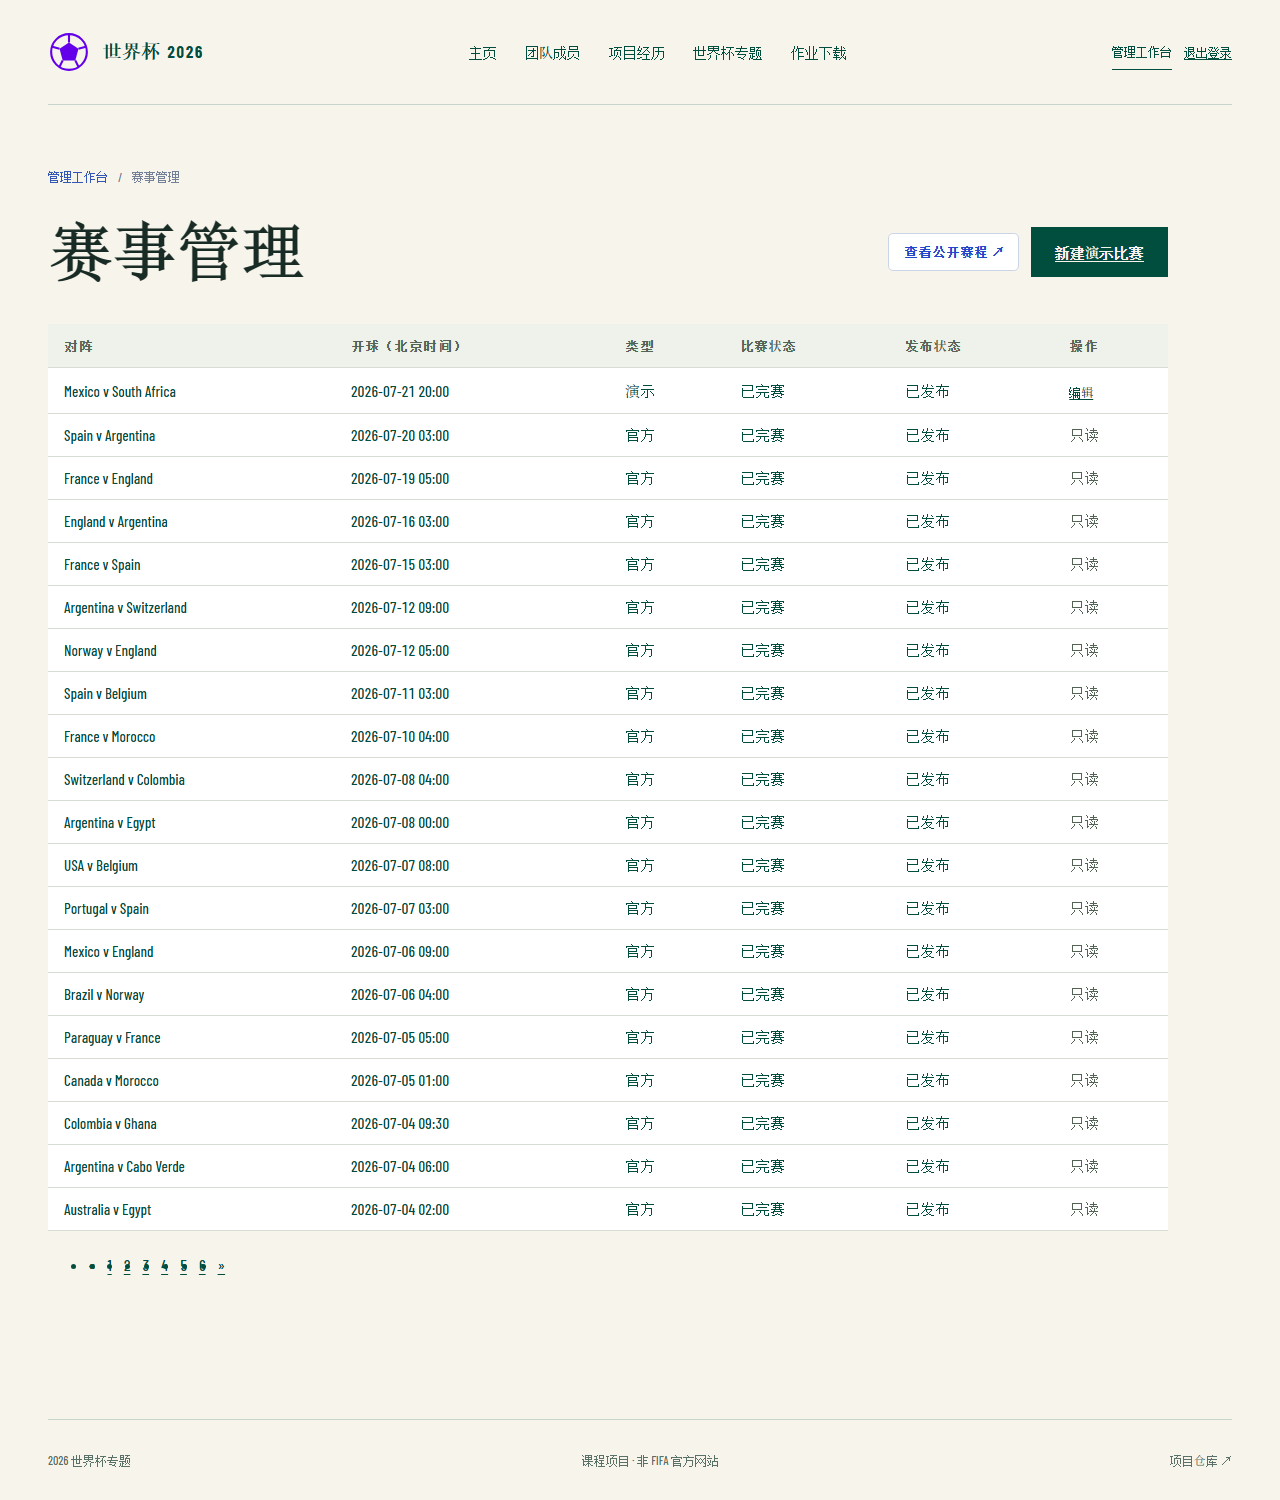 世界杯 2026
主页 团队成员 项目经历 世界杯专题 作业下载
管理工作台 退出登录
管理工作台 / 赛事管理
赛事管理
查看公开赛程 ↗ 新建演示比赛
对阵 开球（北京时间） 类型 比赛状态 发布状态 操作
Mexico v South Africa 2026-07-21 20:00 演示 已完赛 已发布 编辑
Spain v Argentina 2026-07-20 03:00 官方 已完赛 已发布 只读
France v England 2026-07-19 05:00 官方 已完赛 已发布 只读
England v Argentina 2026-07-16 03:00 官方 已完赛 已发布 只读
France v Spain 2026-07-15 03:00 官方 已完赛 已发布 只读
Argentina v Switzerland 2026-07-12 09:00 官方 已完赛 已发布 只读
Norway v England 2026-07-12 05:00 官方 已完赛 已发布 只读
Spain v Belgium 2026-07-11 03:00 官方 已完赛 已发布 只读
France v Morocco 2026-07-10 04:00 官方 已完赛 已发布 只读
Switzerland v Colombia 2026-07-08 04:00 官方 已完赛 已发布 只读
Argentina v Egypt 2026-07-08 00:00 官方 已完赛 已发布 只读
USA v Belgium 2026-07-07 08:00 官方 已完赛 已发布 只读
Portugal v Spain 2026-07-07 03:00 官方 已完赛 已发布 只读
Mexico v England 2026-07-06 09:00 官方 已完赛 已发布 只读
Brazil v Norway 2026-07-06 04:00 官方 已完赛 已发布 只读
Paraguay v France 2026-07-05 05:00 官方 已完赛 已发布 只读
Canada v Morocco 2026-07-05 01:00 官方 已完赛 已发布 只读
Colombia v Ghana 2026-07-04 09:30 官方 已完赛 已发布 只读
Argentina v Cabo Verde 2026-07-04 06:00 官方 已完赛 已发布 只读
Australia v Egypt 2026-07-04 02:00 官方 已完赛 已发布 只读
1 2 3 4 5 6 »
2026 世界杯专题 课程项目 · 非 FIFA 官方网站 项目仓库 ↗